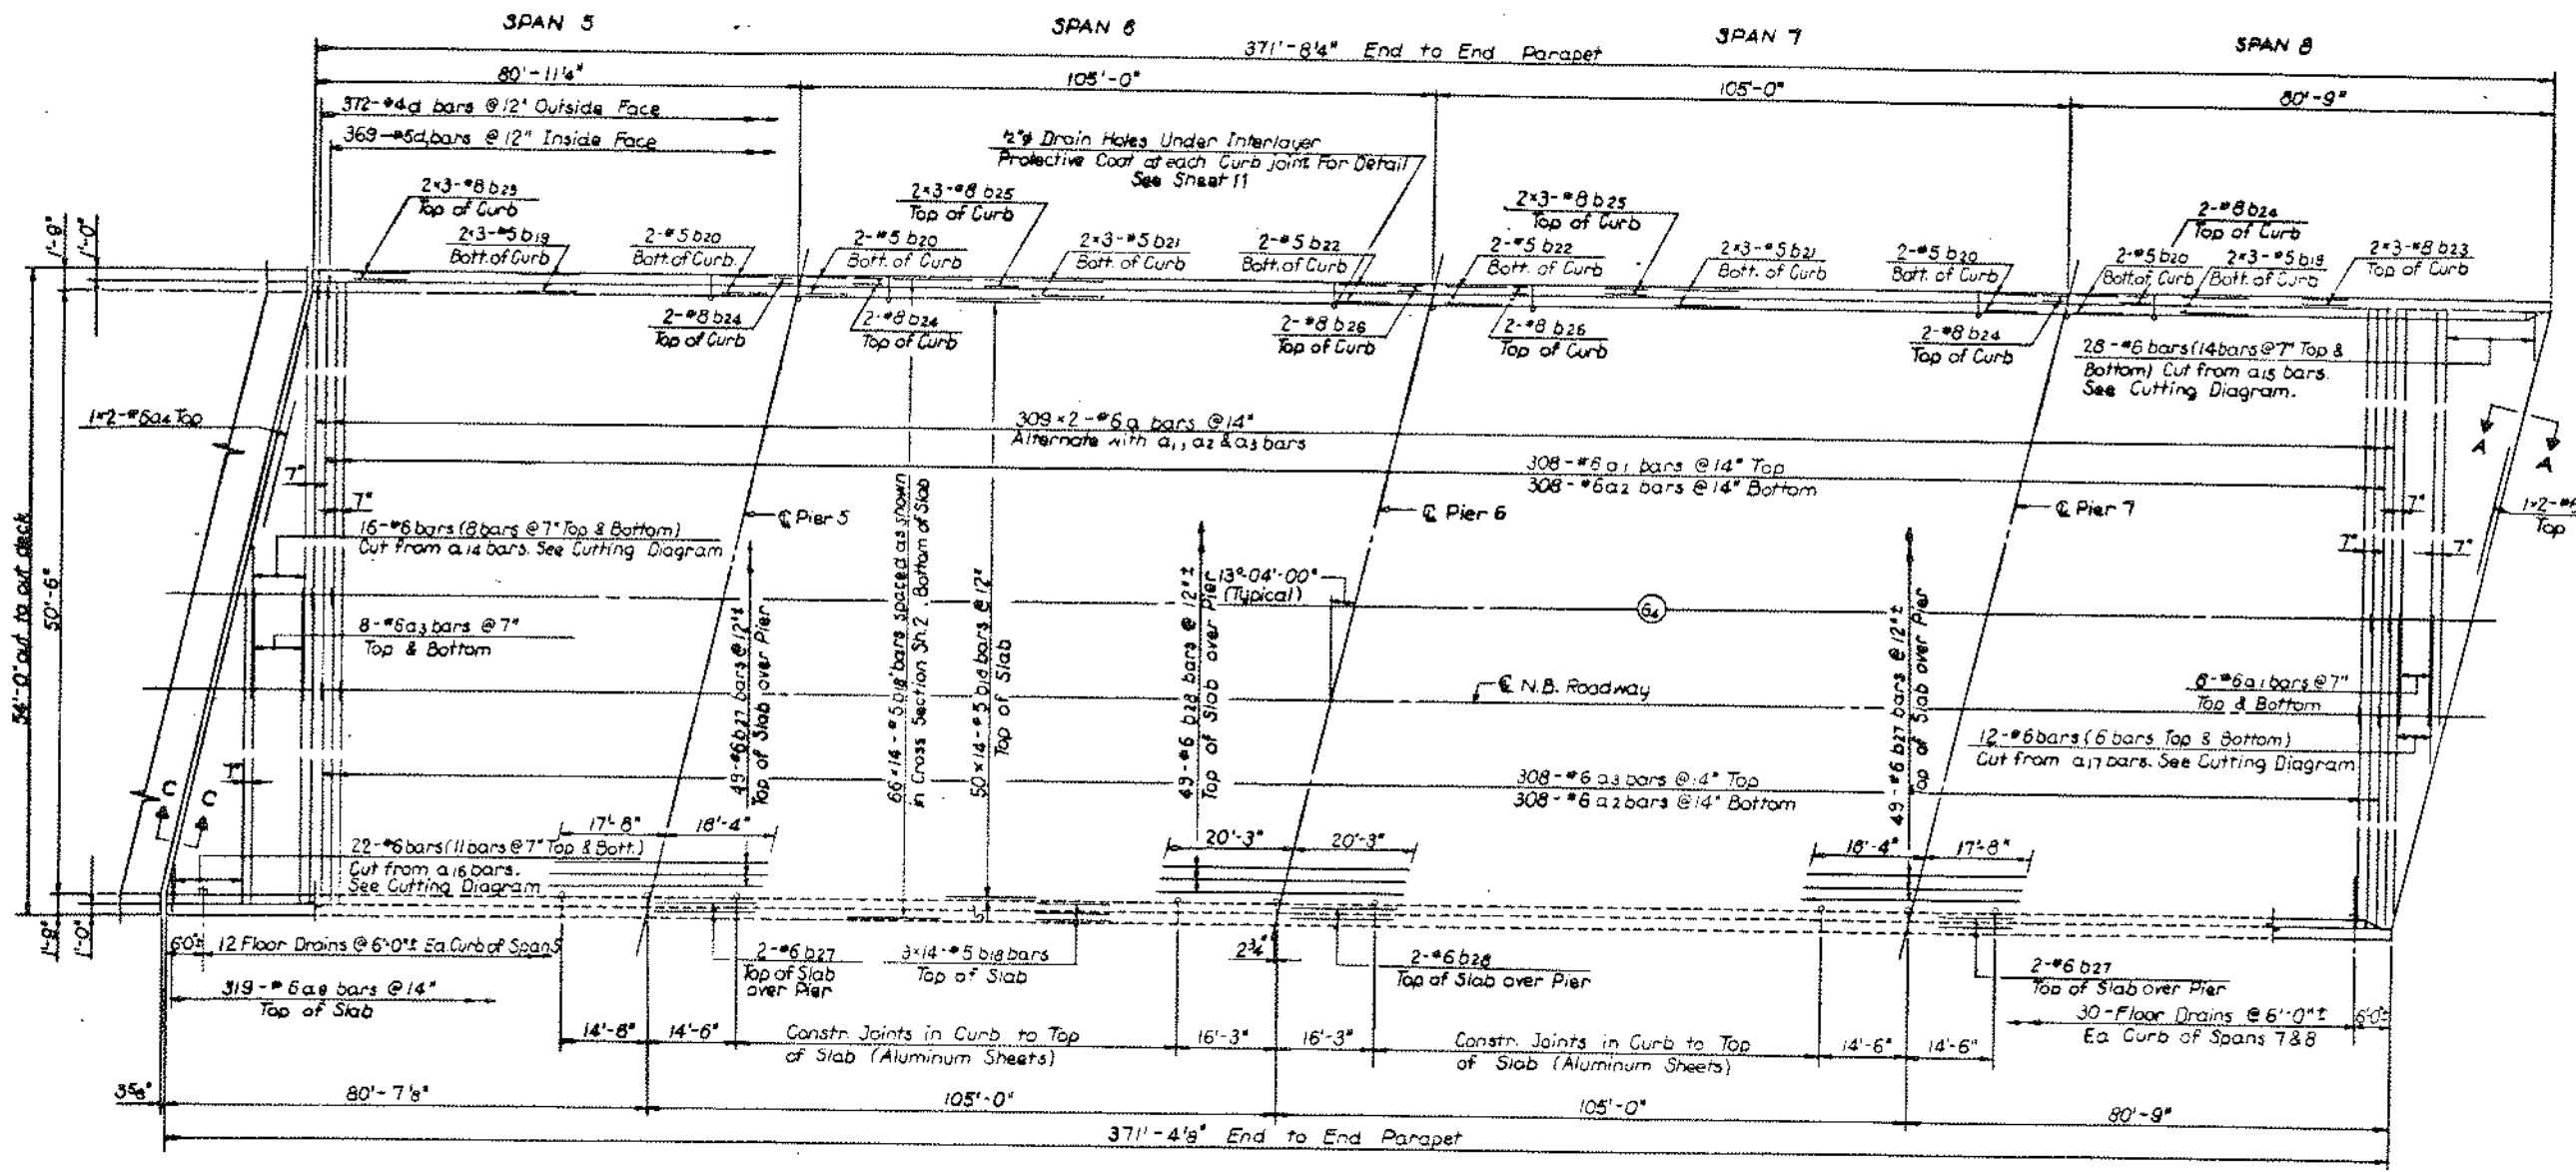 SPAN 5
SPAN 6
SPAN 7
SPAN 8
371'-8¼" End to End Parapet
80'-11¼"
105'-0"
105'-0"
80'-9"
372-#4d bars @ 12" Outside Face
369-#5d, bars @ 12" Inside Face
½"ø Drain Holes Under Interlayer
Protective Coat at each Curb joint For Detail
See Sheet 11
2×3-#8 b23
Top of Curb
2×3-#8 b25
Top of Curb
2×3-#8 b25
Top of Curb
2-#8 b24
Top of Curb
2×3-#5 b19
Bott. of Curb
2-#5 b20
Bott. of Curb.
2-#5 b20
Bott. of Curb
2×3-#5 b21
Bott. of Curb
2-#5 b22
Bott. of Curb
2-#5 b22
Bott. of Curb
2×3-#5 b21
Bott. of Curb
2-#5 b20
Bott. of Curb
2-#5 b20
Bott. of Curb
2×3-#5 b19
Bott. of Curb
2×3-#8 b23
Top of Curb
1'-9"
1'-0"
2-#8 b24
Top of Curb
2-#8 b24
Top of Curb
2-#8 b26
Top of Curb
2-#8 b26
Top of Curb
2-#8 b24
Top of Curb
28-#6 bars (14 bars @ 7" Top &
Bottom) Cut from a15 bars.
See Cutting Diagram.
1×2-#6a4 Top
309×2-#6 a bars @ 14"
Alternate with a1, a2 & a3 bars
308-#6 a1 bars @ 14" Top
308-#6 a2 bars @ 14" Bottom
A
A
1×2-#6
Top
7"
7"
7"
7"
16-#6 bars (8 bars @ 7" Top & Bottom)
Cut from a14 bars. See Cutting Diagram
℄ Pier 5
℄ Pier 6
℄ Pier 7
54'-0" out to out deck
50'-6"
13°-04'-00"
(Typical)
64
8-#6a3 bars @ 7"
Top & Bottom
49-#6 b27 bars @ 12"±
Top of Slab over Pier
66×14-#5 b18 bars spaced as shown
in Cross Section Sh. 2. Bottom of Slab
50×14-#5 b18 bars @ 12"
Top of Slab
49-#6 b28 bars @ 12"±
Top of Slab over Pier
49-#6 b27 bars @ 12"±
Top of Slab over Pier
℄ N.B. Roadway
6-#6a1 bars @ 7"
Top & Bottom
12-#6 bars (6 bars Top & Bottom)
Cut from a17 bars. See Cutting Diagram
7"
308-#6 a3 bars @ 14" Top
308-#6 a2 bars @ 14" Bottom
C
C
17'-8"
18'-4"
20'-3"
20'-3"
18'-4"
17'-8"
22-#6 bars (11 bars @ 7" Top & Bott.)
Cut from a16 bars.
See Cutting Diagram
1'-9"
1'-0"
6'0"±
12 Floor Drains @ 6'-0"± Ea. Curb of Span 5
2-#6 b27
Top of Slab
over Pier
3×14-#5 b18 bars
Top of Slab
2¾"
2-#6 b28
Top of Slab over Pier
2-#6 b27
Top of Slab over Pier
319-#6 a9 bars @ 14"
Top of Slab
30-Floor Drains @ 6'-0"±
Ea. Curb of Spans 7&8
6'0"±
14'-6"
14'-6"
Constr. Joints in Curb to Top
of Slab (Aluminum Sheets)
16'-3"
16'-3"
Constr. Joints in Curb to Top
of Slab (Aluminum Sheets)
14'-6"
14'-6"
3⅝"
80'-7⅛"
105'-0"
105'-0"
80'-9"
371'-4⅛" End to End Parapet